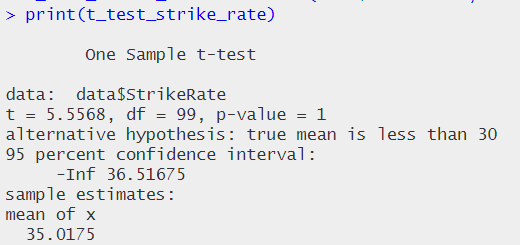 > print(t_test_strike_rate)
One Sample t-test
data:  data$StrikeRate
t = 5.5568, df = 99, p-value = 1
alternative hypothesis: true mean is less than 30
95 percent confidence interval:
-Inf 36.51675
sample estimates:
mean of x
35.0175